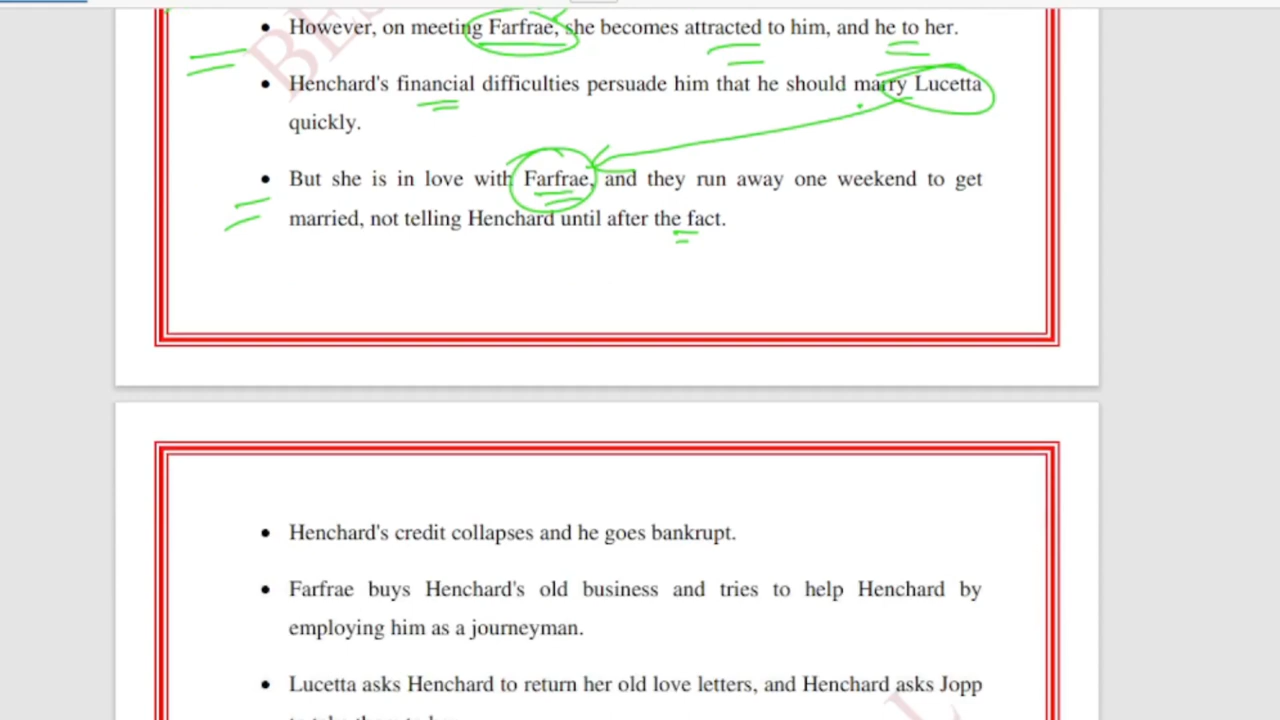 • However, on meeting Farfrae, she becomes attracted to him, and he to her.
• Henchard's financial difficulties persuade him that he should marry Lucetta
quickly.
• But she is in love with Farfrae, and they run away one weekend to get
married, not telling Henchard until after the fact.
• Henchard's credit collapses and he goes bankrupt.
• Farfrae buys Henchard's old business and tries to help Henchard by
employing him as a journeyman.
• Lucetta asks Henchard to return her old love letters, and Henchard asks Jopp